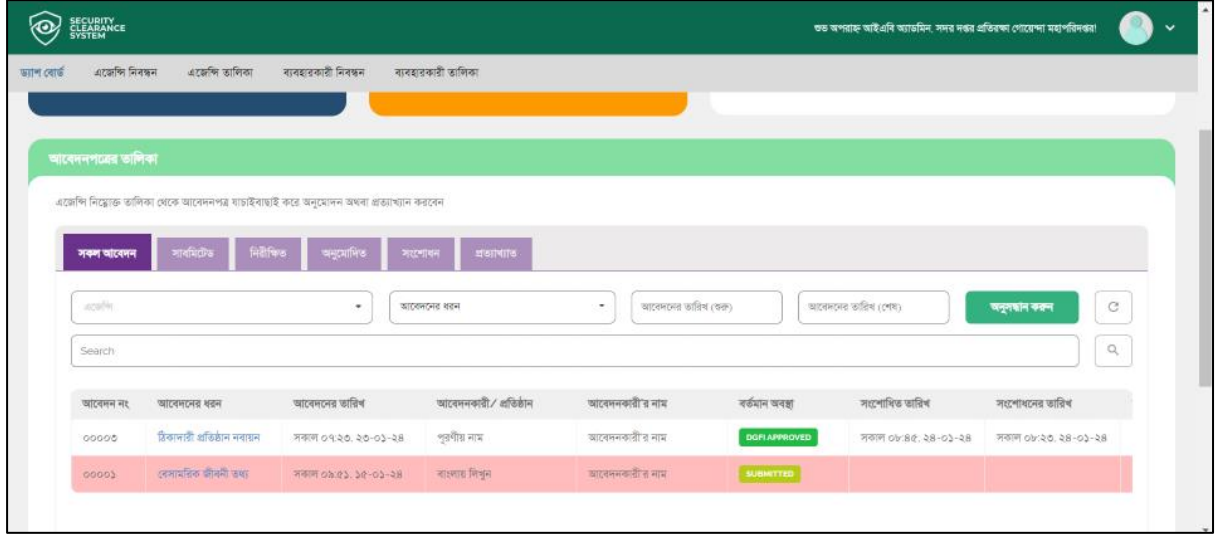 SECURITY
CLEARANCE
SYSTEM
শুভ অপরাহ্ন আইএবি অ্যাডমিন, সদর দপ্তর প্রতিরক্ষা গোয়েন্দা মহাপরিদপ্তর!
ড্যাশ বোর্ড এজেন্সি নিবন্ধন এজেন্সি তালিকা ব্যবহারকারী নিবন্ধন ব্যবহারকারী তালিকা
আবেদনপত্রের তালিকা
এজেন্সি নিম্নোক্ত তালিকা থেকে আবেদনপত্র যাচাইবাছাই করে অনুমোদন অথবা প্রত্যাখ্যান করবেন
সকল আবেদন সাবমিটেড নিরীক্ষিত অনুমোদিত সংশোধন প্রত্যাখ্যাত
এজেন্সি আবেদনের ধরন আবেদনের তারিখ (শুরু) আবেদনের তারিখ (শেষ) অনুসন্ধান করুন
Search
আবেদন নং আবেদনের ধরন আবেদনের তারিখ আবেদনকারী/ প্রতিষ্ঠান আবেদনকারী'র নাম বর্তমান অবস্থা সংশোধিত তারিখ সংশোধনের তারিখ
০০০০৩ ঠিকাদারী প্রতিষ্ঠান নবায়ন সকাল ০৭:২৩, ২৩-০১-২৪ পূরণীয় নাম আবেদনকারী'র নাম DGFI APPROVED সকাল ০৮:৪৫, ২৪-০১-২৪ সকাল ০৮:২৩, ২৪-০১-২৪
০০০০১ বেসামরিক জীবনী তথ্য সকাল ০৯:৫১, ১৫-০১-২৪ বাংলায় লিখুন আবেদনকারী'র নাম SUBMITTED